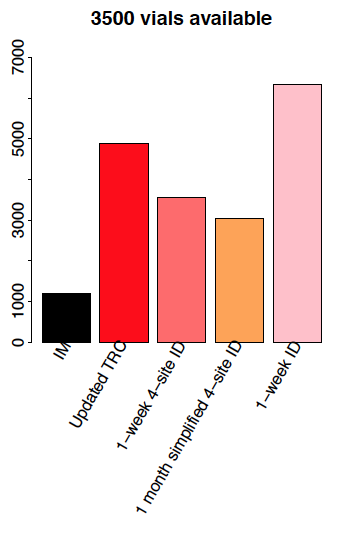 3500 vials available
7000
5000
3000
1000
0
IM
Updated TRC
1−week 4−site ID
1 month simplified 4−site ID
1−week ID